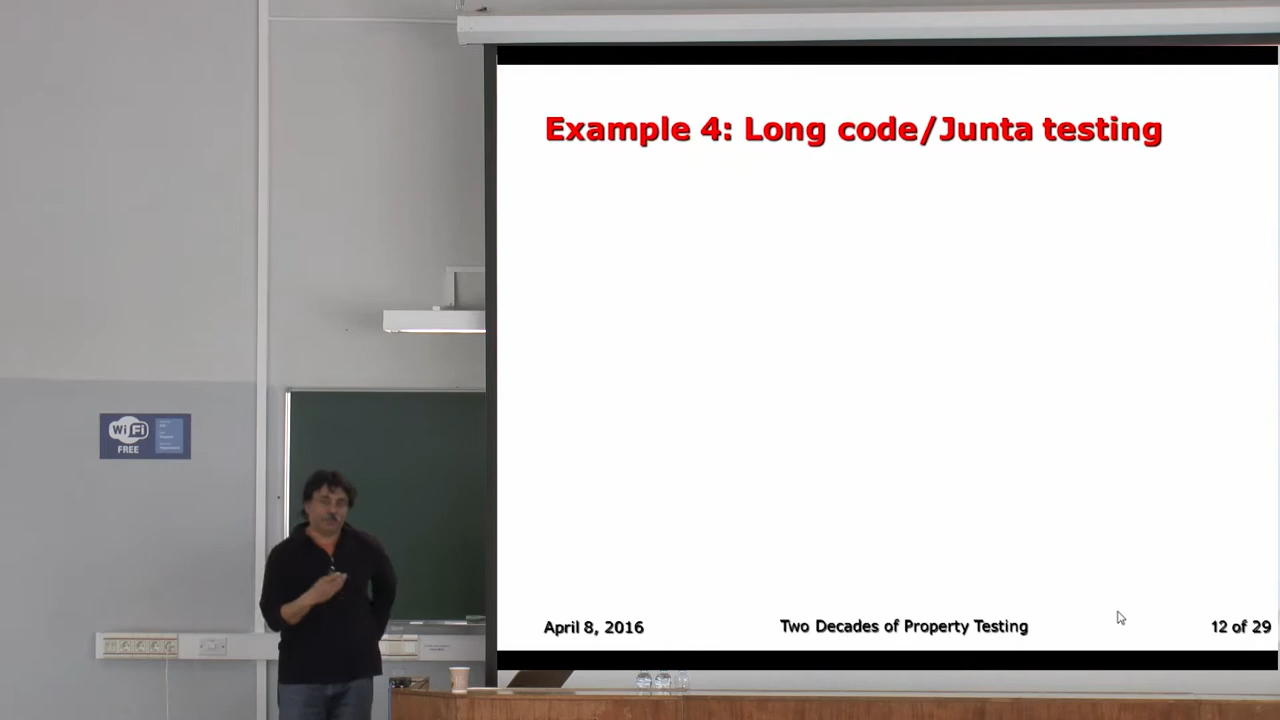 Example 4: Long code/Junta testing
WiFi
FREE
April 8, 2016
Two Decades of Property Testing
12 of 29